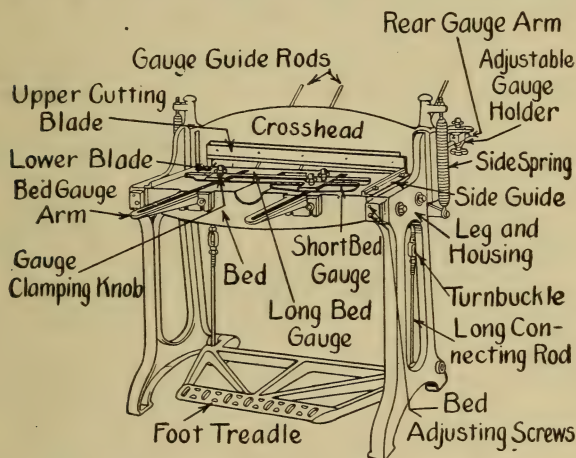 Rear Gauge Arm
Gauge Guide Rods
Adjustable
Gauge
Holder
Upper Cutting
Blade
Crosshead
Lower Blade
Side Spring
Bed Gauge
Arm
Side Guide
Short Bed
Gauge
Leg and
Housing
Gauge
Clamping Knob
Bed
Long Bed
Gauge
Turnbuckle
Long Con-
necting Rod
Foot Treadle
Bed
Adjusting Screws